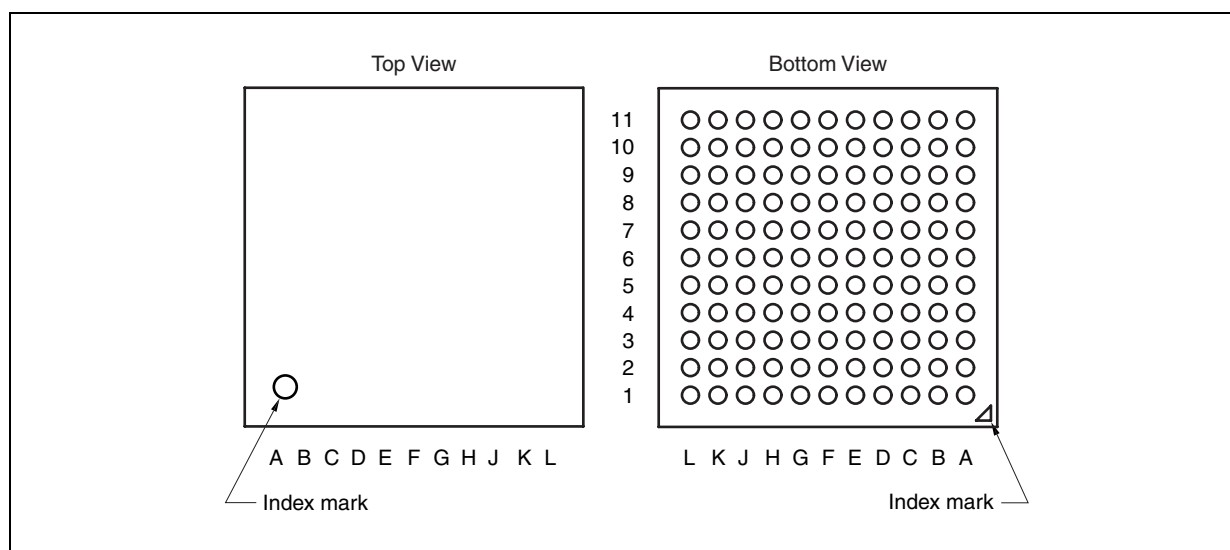 Top View
Bottom View
11
10
9
8
7
6
5
4
3
2
1
A B C D E F G H J K L
L K J H G F E D C B A
Index mark
Index mark